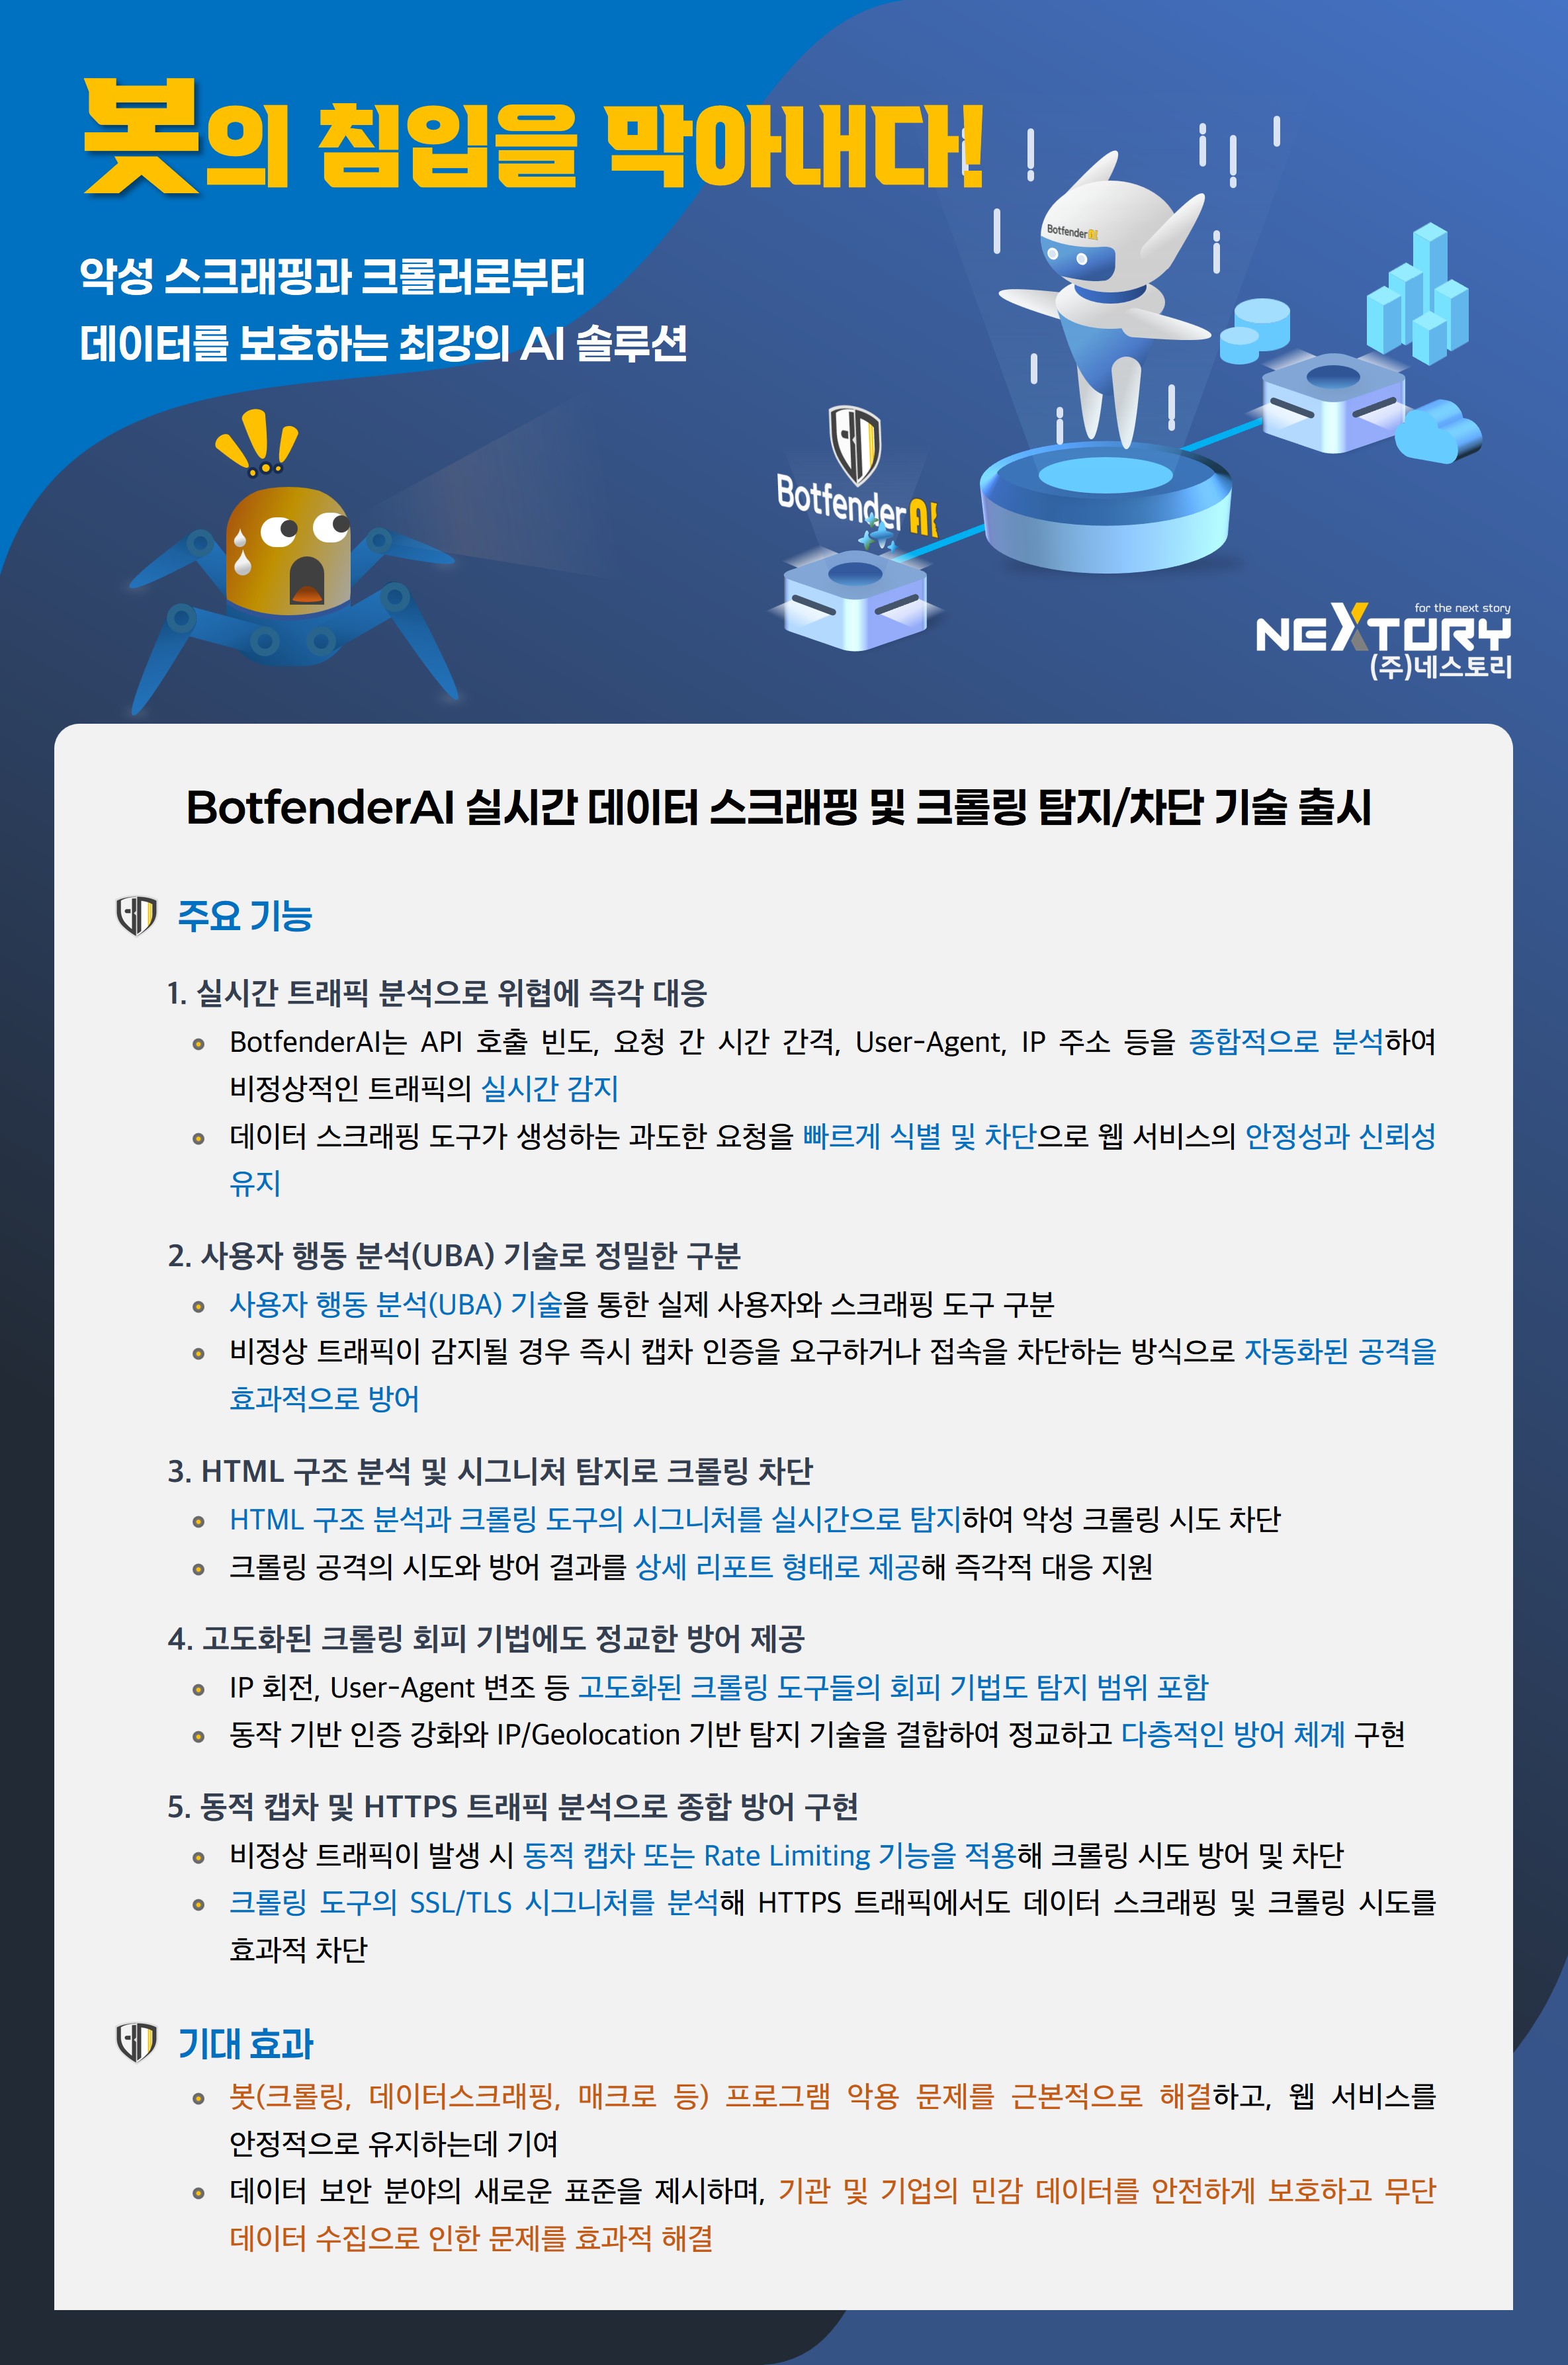 봇의 침입을 막아내다!
악성 스크래핑과 크롤러로부터
데이터를 보호하는 최강의 AI 솔루션
BotfenderAI
BotfenderAI
for the next story
NEXTORY
(주)네스토리
BotfenderAI 실시간 데이터 스크래핑 및 크롤링 탐지/차단 기술 출시
주요 기능
1. 실시간 트래픽 분석으로 위협에 즉각 대응
BotfenderAI는 API 호출 빈도, 요청 간 시간 간격, User-Agent, IP 주소 등을 종합적으로 분석하여
비정상적인 트래픽의 실시간 감지
데이터 스크래핑 도구가 생성하는 과도한 요청을 빠르게 식별 및 차단으로 웹 서비스의 안정성과 신뢰성
유지
2. 사용자 행동 분석(UBA) 기술로 정밀한 구분
사용자 행동 분석(UBA) 기술을 통한 실제 사용자와 스크래핑 도구 구분
비정상 트래픽이 감지될 경우 즉시 캡차 인증을 요구하거나 접속을 차단하는 방식으로 자동화된 공격을
효과적으로 방어
3. HTML 구조 분석 및 시그니처 탐지로 크롤링 차단
HTML 구조 분석과 크롤링 도구의 시그니처를 실시간으로 탐지하여 악성 크롤링 시도 차단
크롤링 공격의 시도와 방어 결과를 상세 리포트 형태로 제공해 즉각적 대응 지원
4. 고도화된 크롤링 회피 기법에도 정교한 방어 제공
IP 회전, User-Agent 변조 등 고도화된 크롤링 도구들의 회피 기법도 탐지 범위 포함
동작 기반 인증 강화와 IP/Geolocation 기반 탐지 기술을 결합하여 정교하고 다층적인 방어 체계 구현
5. 동적 캡차 및 HTTPS 트래픽 분석으로 종합 방어 구현
비정상 트래픽이 발생 시 동적 캡차 또는 Rate Limiting 기능을 적용해 크롤링 시도 방어 및 차단
크롤링 도구의 SSL/TLS 시그니처를 분석해 HTTPS 트래픽에서도 데이터 스크래핑 및 크롤링 시도를
효과적 차단
기대 효과
봇(크롤링, 데이터스크래핑, 매크로 등) 프로그램 악용 문제를 근본적으로 해결하고, 웹 서비스를
안정적으로 유지하는데 기여
데이터 보안 분야의 새로운 표준을 제시하며, 기관 및 기업의 민감 데이터를 안전하게 보호하고 무단
데이터 수집으로 인한 문제를 효과적 해결